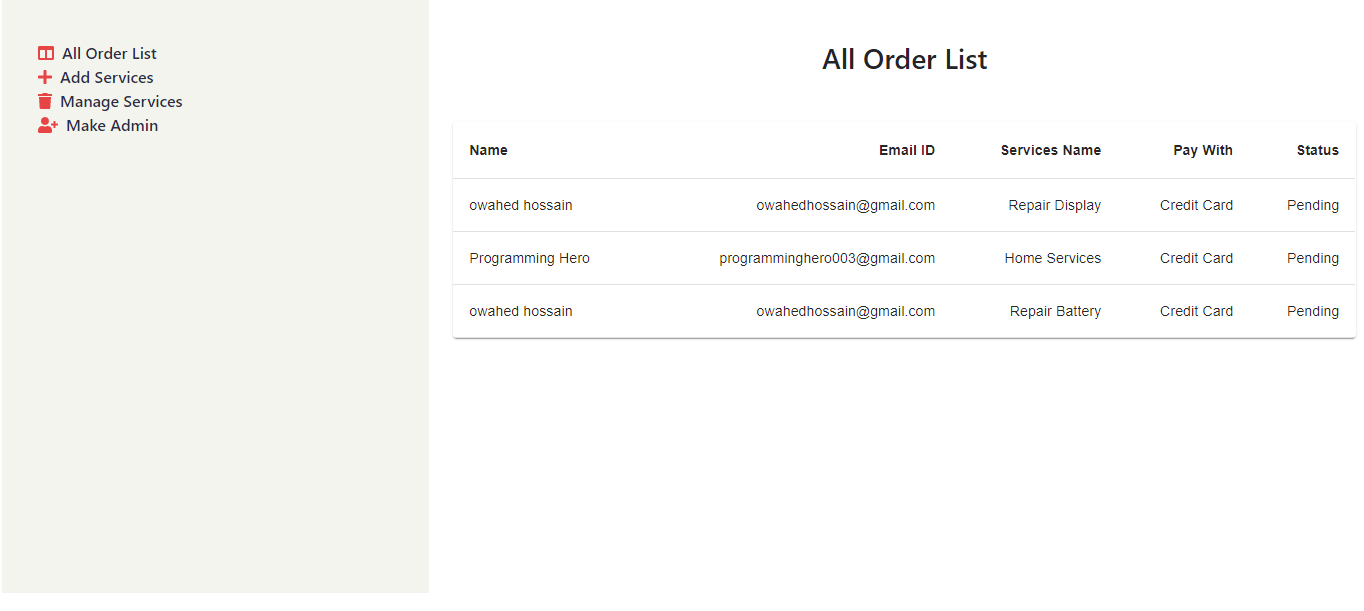 All Order List
Add Services
Manage Services
Make Admin
All Order List
Name Email ID Services Name Pay With Status
owahed hossain owahedhossain@gmail.com Repair Display Credit Card Pending
Programming Hero programminghero003@gmail.com Home Services Credit Card Pending
owahed hossain owahedhossain@gmail.com Repair Battery Credit Card Pending